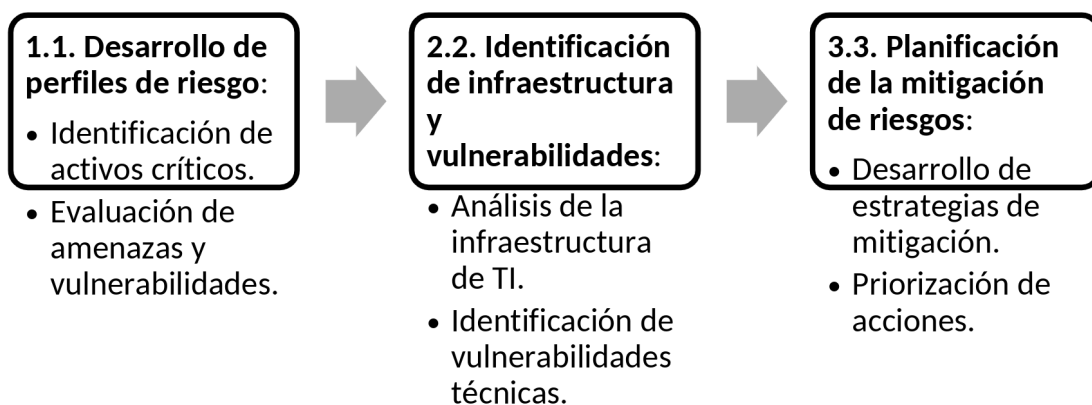 1.1. Desarrollo de
perfiles de riesgo:
• Identificación de
activos críticos.
• Evaluación de
amenazas y
vulnerabilidades.
2.2. Identificación
de infraestructura
y
vulnerabilidades:
• Análisis de la
infraestructura
de TI.
• Identificación de
vulnerabilidades
técnicas.
3.3. Planificación
de la mitigación
de riesgos:
• Desarrollo de
estrategias de
mitigación.
• Priorización de
acciones.